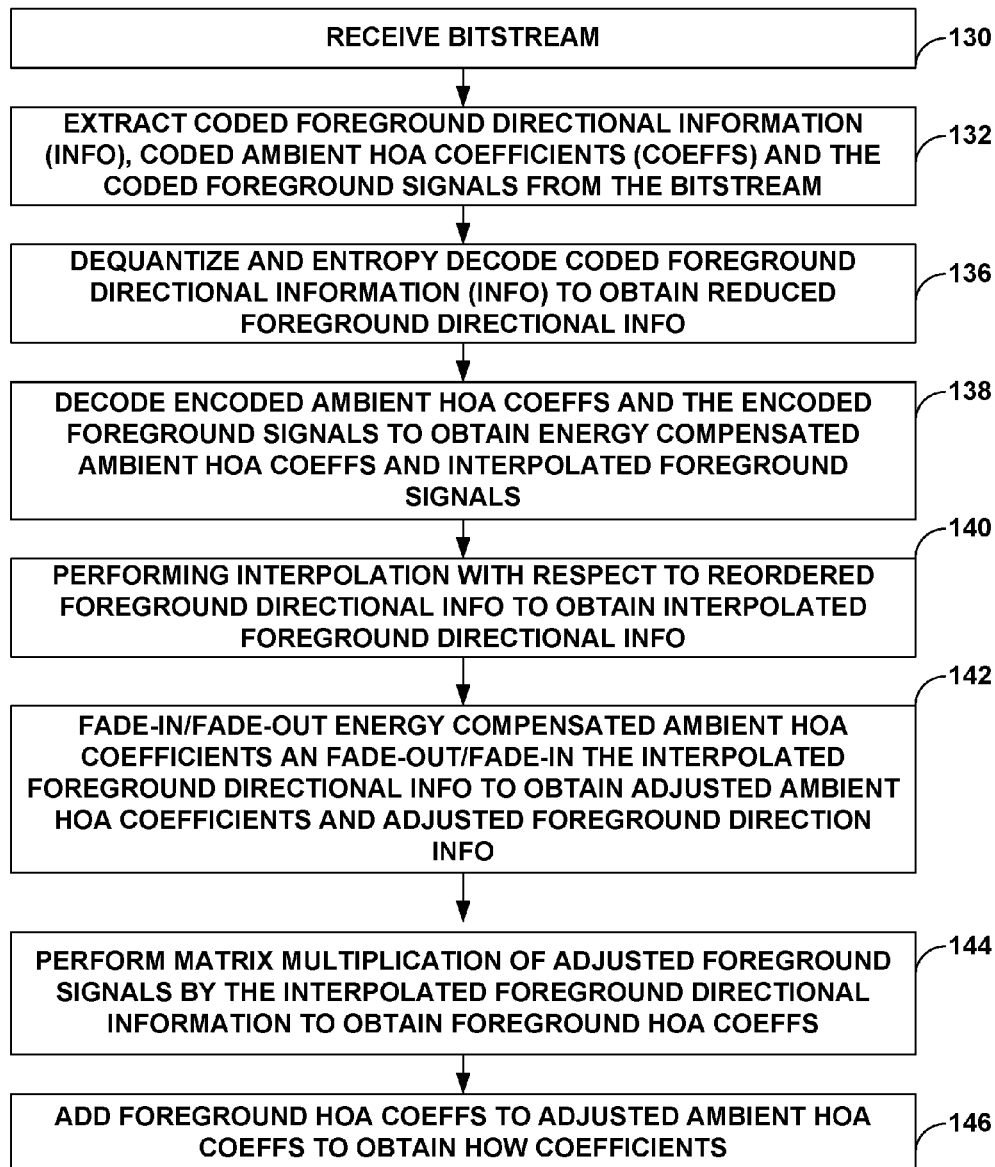 RECEIVE BITSTREAM
130
EXTRACT CODED FOREGROUND DIRECTIONAL INFORMATION
(INFO), CODED AMBIENT HOA COEFFICIENTS (COEFFS) AND THE
CODED FOREGROUND SIGNALS FROM THE BITSTREAM
132
DEQUANTIZE AND ENTROPY DECODE CODED FOREGROUND
DIRECTIONAL INFORMATION (INFO) TO OBTAIN REDUCED
FOREGROUND DIRECTIONAL INFO
136
DECODE ENCODED AMBIENT HOA COEFFS AND THE ENCODED
FOREGROUND SIGNALS TO OBTAIN ENERGY COMPENSATED
AMBIENT HOA COEFFS AND INTERPOLATED FOREGROUND
SIGNALS
138
PERFORMING INTERPOLATION WITH RESPECT TO REORDERED
FOREGROUND DIRECTIONAL INFO TO OBTAIN INTERPOLATED
FOREGROUND DIRECTIONAL INFO
140
FADE-IN/FADE-OUT ENERGY COMPENSATED AMBIENT HOA
COEFFICIENTS AN FADE-OUT/FADE-IN THE INTERPOLATED
FOREGROUND DIRECTIONAL INFO TO OBTAIN ADJUSTED AMBIENT
HOA COEFFICIENTS AND ADJUSTED FOREGROUND DIRECTION
INFO
142
PERFORM MATRIX MULTIPLICATION OF ADJUSTED FOREGROUND
SIGNALS BY THE INTERPOLATED FOREGROUND DIRECTIONAL
INFORMATION TO OBTAIN FOREGROUND HOA COEFFS
144
ADD FOREGROUND HOA COEFFS TO ADJUSTED AMBIENT HOA
COEFFS TO OBTAIN HOW COEFFICIENTS
146